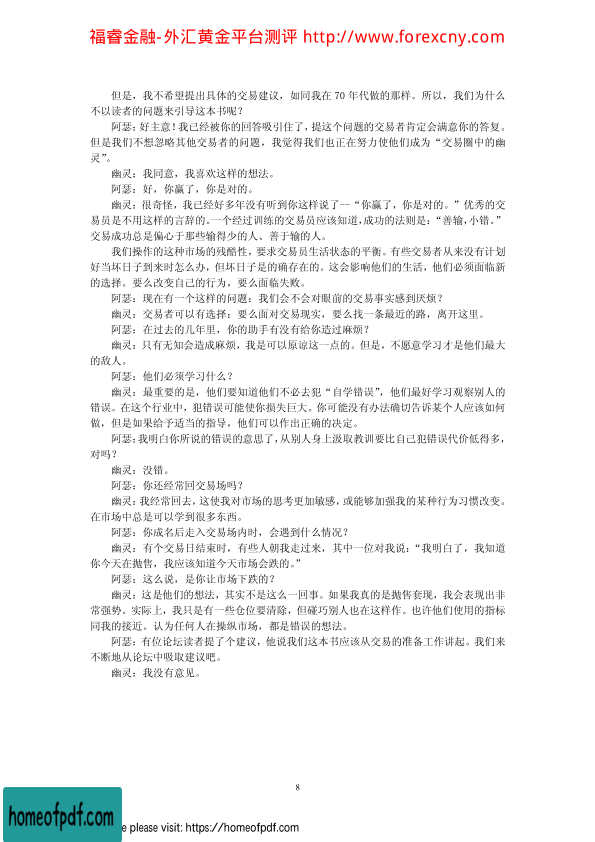 福睿金融-外汇黄金平台测评 http://www.forexcny.com
但是，我不希望提出具体的交易建议，如同我在 70 年代做的那样。所以，我们为什么
不以读者的问题来引导这本书呢？
阿瑟：好主意！我已经被你的回答吸引住了，提这个问题的交易者肯定会满意你的答复。
但是我们不想忽略其他交易者的问题，我觉得我们也正在努力使他们成为“交易圈中的幽
灵”。
幽灵：我同意，我喜欢这样的想法。
阿瑟：好，你赢了，你是对的。
幽灵：很奇怪，我已经好多年没有听到你这样说了--“你赢了，你是对的。”优秀的交
易员是不用这样的言辞的。一个经过训练的交易员应该知道，成功的法则是：“善输，小错。”
交易成功总是偏心于那些输得少的人、善于输的人。
我们操作的这种市场的残酷性，要求交易员生活状态的平衡。有些交易者从来没有计划
好当坏日子到来时怎么办，但坏日子是的确存在的。这会影响他们的生活，他们必须面临新
的选择。要么改变自己的行为，要么面临失败。
阿瑟：现在有一个这样的问题：我们会不会对眼前的交易事实感到厌烦？
幽灵：交易者可以有选择：要么面对交易现实，要么找一条最近的路，离开这里。
阿瑟：在过去的几年里，你的助手有没有给你造过麻烦？
幽灵：只有无知会造成麻烦，我是可以原谅这一点的。但是，不愿意学习才是他们最大
的敌人。
阿瑟：他们必须学习什么？
幽灵：最重要的是，他们要知道他们不必去犯“自学错误”，他们最好学习观察别人的
错误。在这个行业中，犯错误可能使你损失巨大。你可能没有办法确切告诉某个人应该如何
做，但是如果给予适当的指导，他们可以作出正确的决定。
阿瑟：我明白你所说的错误的意思了，从别人身上汲取教训要比自己犯错误代价低得多，
对吗？
幽灵：没错。
阿瑟：你还经常回交易场吗？
幽灵：我经常回去，这使我对市场的思考更加敏感，或能够加强我的某种行为习惯改变。
在市场中总是可以学到很多东西。
阿瑟：你成名后走入交易场内时，会遇到什么情况？
幽灵：有个交易日结束时，有些人朝我走过来，其中一位对我说：“我明白了，我知道
你今天在抛售，我应该知道今天市场会跌的。”
阿瑟：这么说，是你让市场下跌的？
幽灵：这是他们的想法，其实不是这么一回事。如果我真的是抛售套现，我会表现出非
常强势。实际上，我只是有一些仓位要清除，但碰巧别人也在这样作。也许他们使用的指标
同我的接近。认为任何人在操纵市场，都是错误的想法。
阿瑟：有位论坛读者提了个建议，他说我们这本书应该从交易的准备工作讲起。我们来
不断地从论坛中吸取建议吧。
幽灵：我没有意见。
8
homeofpdf.com
e please visit: https://homeofpdf.com